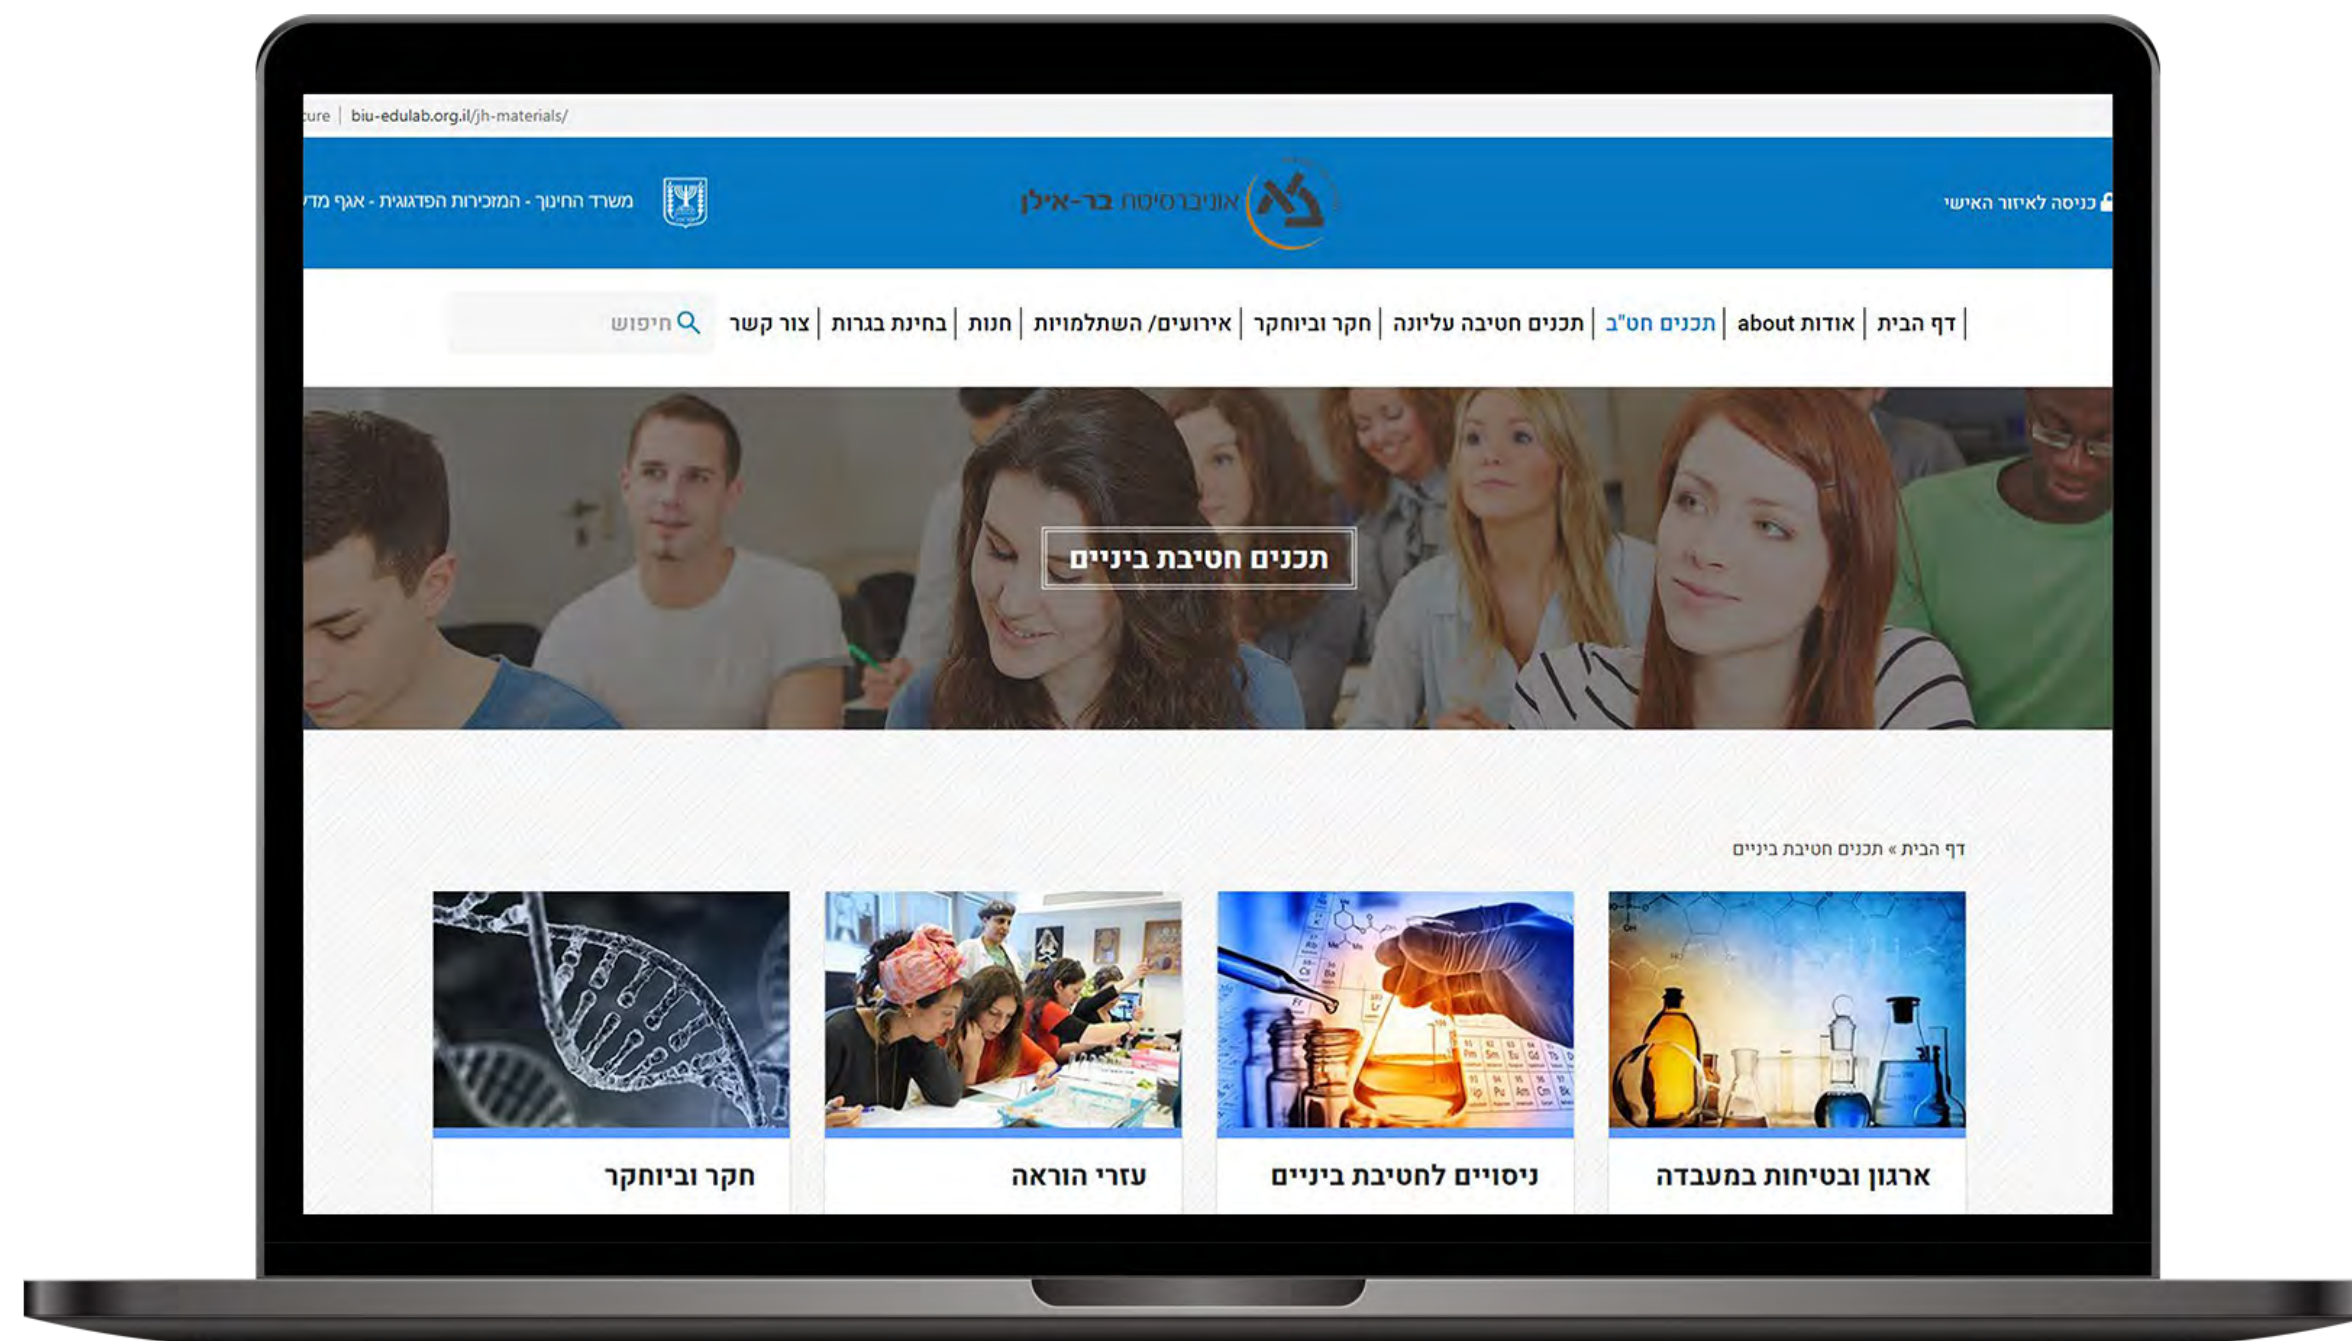 cure | biu-edulab.org.il/jh-materials/
כניסה לאיזור האישי
אוניברסיטת בר-אילן
משרד החינוך - המזכירות הפדגוגית - אגף מדע
דף הבית | אודות about | תכנים חט"ב | תכנים חטיבה עליונה | חקר וביוחקר | אירועים/ השתלמויות | חנות | בחינת בגרות | צור קשר
חיפוש
תכנים חטיבת ביניים
דף הבית » תכנים חטיבת ביניים
ארגון ובטיחות במעבדה
ניסויים לחטיבת ביניים
עזרי הוראה
חקר וביוחקר